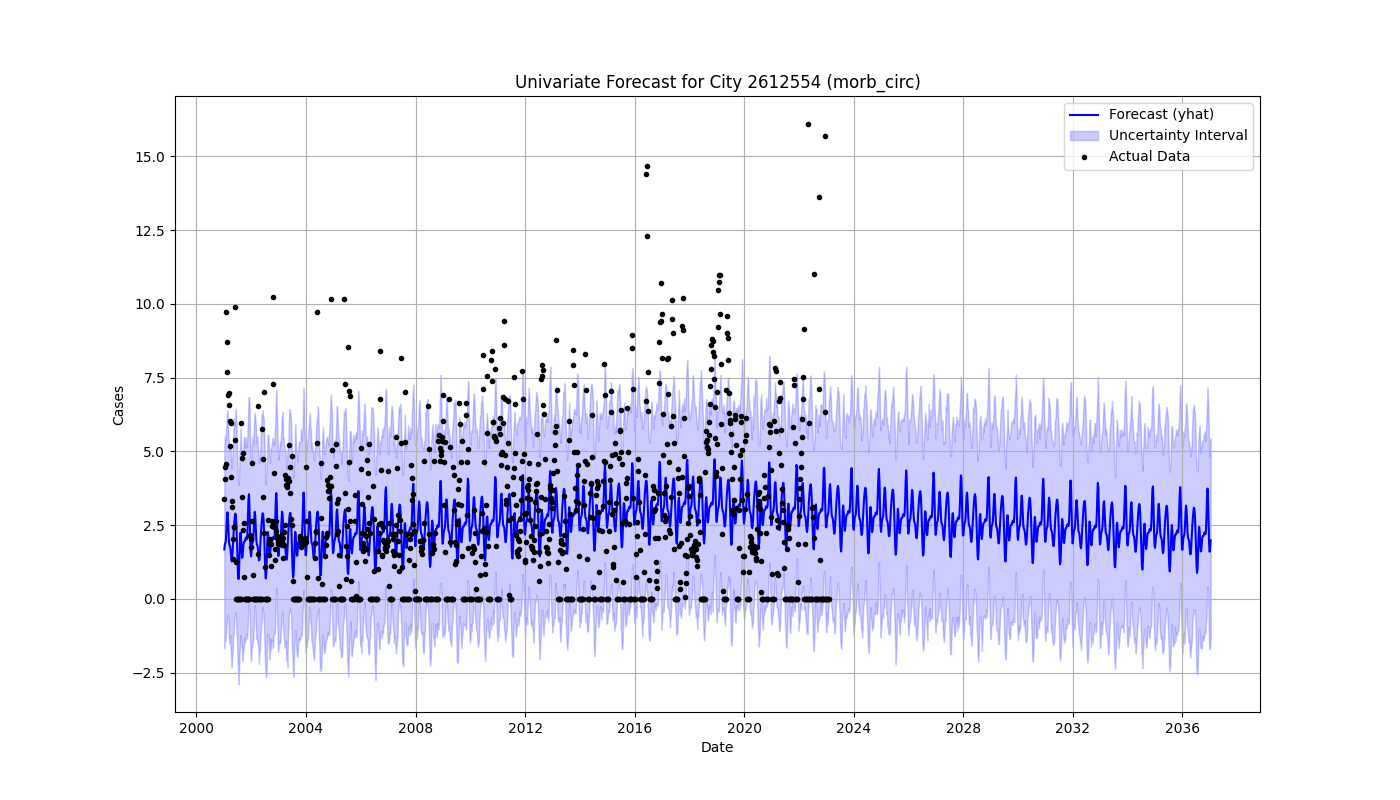 Univariate Forecast for City 2612554 (morb_circ)
Forecast (yhat)
Uncertainty Interval
Actual Data
Cases
15.0
12.5
10.0
7.5
5.0
2.5
0.0
−2.5
2000 2004 2008 2012 2016 2020 2024 2028 2032 2036
Date